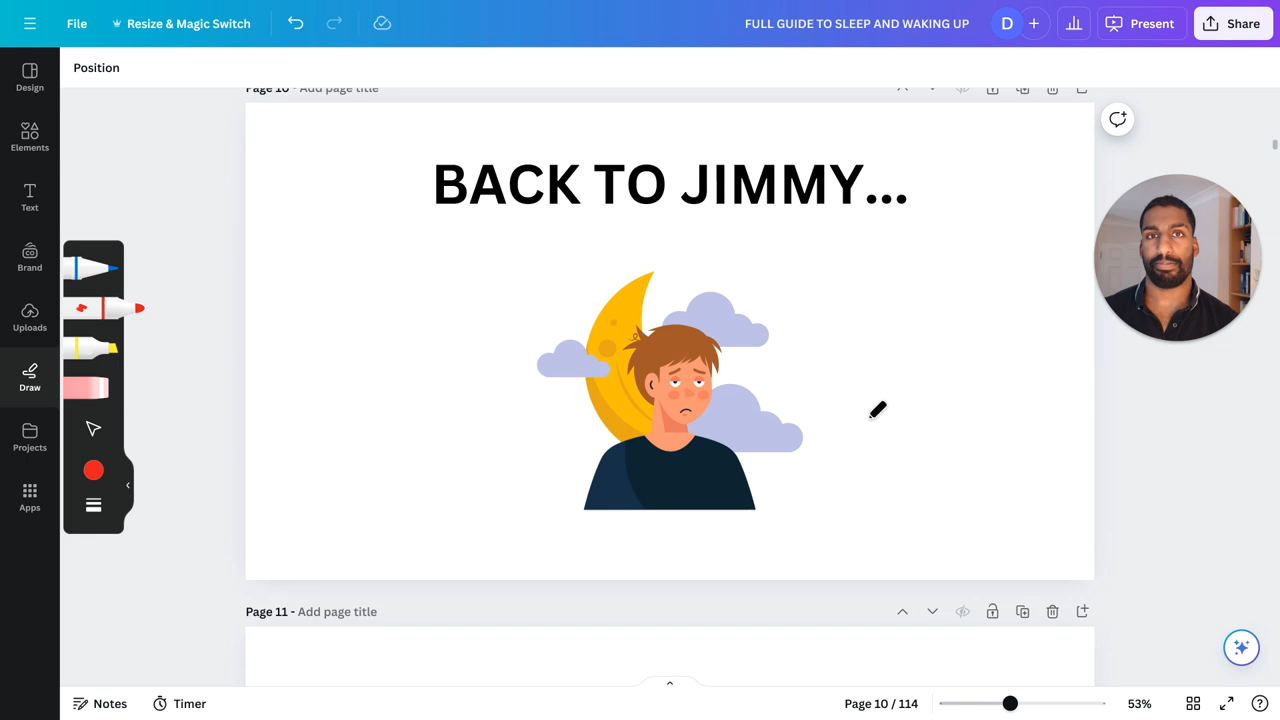 File
Resize & Magic Switch
FULL GUIDE TO SLEEP AND WAKING UP
D
Present
Share
Position
Design
Elements
Text
Brand
Uploads
Draw
Projects
Apps
Page 10 - Add page title
BACK TO JIMMY...
Page 11 - Add page title
Notes
Timer
Page 10 / 114
53%